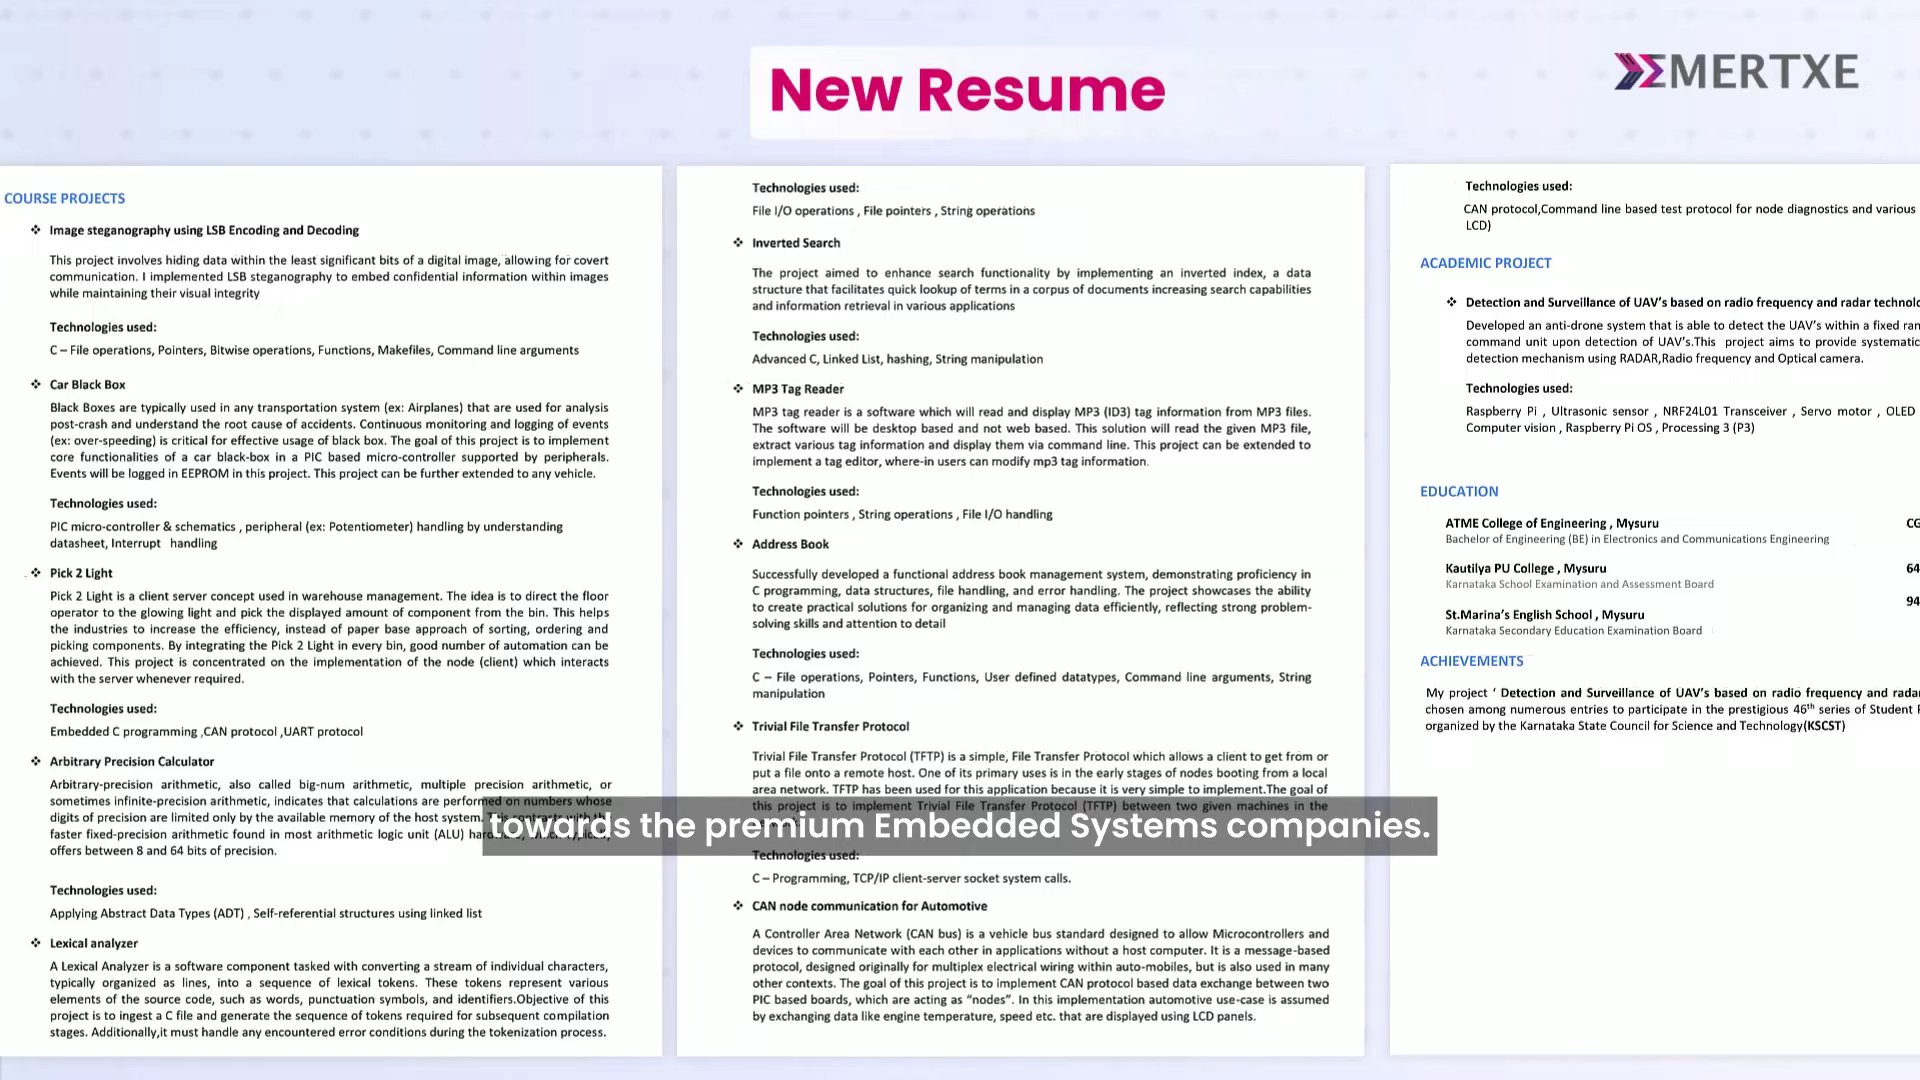 New Resume
EMERTXE
COURSE PROJECTS
❖ Image steganography using LSB Encoding and Decoding
This project involves hiding data within the least significant bits of a digital image, allowing for covert
communication. I implemented LSB steganography to embed confidential information within images
while maintaining their visual integrity
Technologies used:
C – File operations, Pointers, Bitwise operations, Functions, Makefiles, Command line arguments
❖ Car Black Box
Black Boxes are typically used in any transportation system (ex: Airplanes) that are used for analysis
post-crash and understand the root cause of accidents. Continuous monitoring and logging of events
(ex: over-speeding) is critical for effective usage of black box. The goal of this project is to implement
core functionalities of a car black-box in a PIC based micro-controller supported by peripherals.
Events will be logged in EEPROM in this project. This project can be further extended to any vehicle.
Technologies used:
PIC micro-controller & schematics , peripheral (ex: Potentiometer) handling by understanding
datasheet, Interrupt handling
❖ Pick 2 Light
Pick 2 Light is a client server concept used in warehouse management. The idea is to direct the floor
operator to the glowing light and pick the displayed amount of component from the bin. This helps
the industries to increase the efficiency, instead of paper base approach of sorting, ordering and
picking components. By integrating the Pick 2 Light in every bin, good number of automation can be
achieved. This project is concentrated on the implementation of the node (client) which interacts
with the server whenever required.
Technologies used:
Embedded C programming ,CAN protocol ,UART protocol
❖ Arbitrary Precision Calculator
Arbitrary-precision arithmetic, also called big-num arithmetic, multiple precision arithmetic, or
sometimes infinite-precision arithmetic, indicates that calculations are performed on numbers whose
digits of precision are limited only by the available memory of the host system.
faster fixed-precision arithmetic found in most arithmetic logic unit (ALU)
offers between 8 and 64 bits of precision.
Technologies used:
Applying Abstract Data Types (ADT) , Self-referential structures using linked list
❖ Lexical analyzer
A Lexical Analyzer is a software component tasked with converting a stream of individual characters,
typically organized as lines, into a sequence of lexical tokens. These tokens represent various
elements of the source code, such as words, punctuation symbols, and identifiers.Objective of this
project is to ingest a C file and generate the sequence of tokens required for subsequent compilation
stages. Additionally,it must handle any encountered error conditions during the tokenization process.
Technologies used:
File I/O operations , File pointers , String operations
❖ Inverted Search
The project aimed to enhance search functionality by implementing an inverted index, a data
structure that facilitates quick lookup of terms in a corpus of documents increasing search capabilities
and information retrieval in various applications
Technologies used:
Advanced C, Linked List, hashing, String manipulation
❖ MP3 Tag Reader
MP3 tag reader is a software which will read and display MP3 (ID3) tag information from MP3 files.
The software will be desktop based and not web based. This solution will read the given MP3 file,
extract various tag information and display them via command line. This project can be extended to
implement a tag editor, where-in users can modify mp3 tag information.
Technologies used:
Function pointers , String operations , File I/O handling
❖ Address Book
Successfully developed a functional address book management system, demonstrating proficiency in
C programming, data structures, file handling, and error handling. The project showcases the ability
to create practical solutions for organizing and managing data efficiently, reflecting strong problem-
solving skills and attention to detail
Technologies used:
C – File operations, Pointers, Functions, User defined datatypes, Command line arguments, String
manipulation
❖ Trivial File Transfer Protocol
Trivial File Transfer Protocol (TFTP) is a simple, File Transfer Protocol which allows a client to get from or
put a file onto a remote host. One of its primary uses is in the early stages of nodes booting from a local
area network. TFTP has been used for this application because it is very simple to implement.The goal of
this project is to implement Trivial File Transfer Protocol (TFTP) between two given machines in the
towards the premium Embedded Systems companies.
Technologies used:
C – Programming, TCP/IP client-server socket system calls.
❖ CAN node communication for Automotive
A Controller Area Network (CAN bus) is a vehicle bus standard designed to allow Microcontrollers and
devices to communicate with each other in applications without a host computer. It is a message-based
protocol, designed originally for multiplex electrical wiring within auto-mobiles, but is also used in many
other contexts. The goal of this project is to implement CAN protocol based data exchange between two
PIC based boards, which are acting as “nodes”. In this implementation automotive use-case is assumed
by exchanging data like engine temperature, speed etc. that are displayed using LCD panels.
Technologies used:
CAN protocol,Command line based test protocol for node diagnostics and various
LCD)
ACADEMIC PROJECT
❖ Detection and Surveillance of UAV’s based on radio frequency and radar
Developed an anti-drone system that is able to detect the UAV’s within a fixed
command unit upon detection of UAV’s.This project aims to provide systematic
detection mechanism using RADAR,Radio frequency and Optical camera.
Technologies used:
Raspberry Pi , Ultrasonic sensor , NRF24L01 Transceiver , Servo motor , OLED
Computer vision , Raspberry Pi OS , Processing 3 (P3)
EDUCATION
ATME College of Engineering , Mysuru CG
Bachelor of Engineering (BE) in Electronics and Communications Engineering
Kautilya PU College , Mysuru 64
Karnataka School Examination and Assessment Board
94
St.Marina’s English School , Mysuru
Karnataka Secondary Education Examination Board
ACHIEVEMENTS
My project ‘ Detection and Surveillance of UAV’s based on radio frequency and radar
chosen among numerous entries to participate in the prestigious 46th series of Student
organized by the Karnataka State Council for Science and Technology(KSCST)